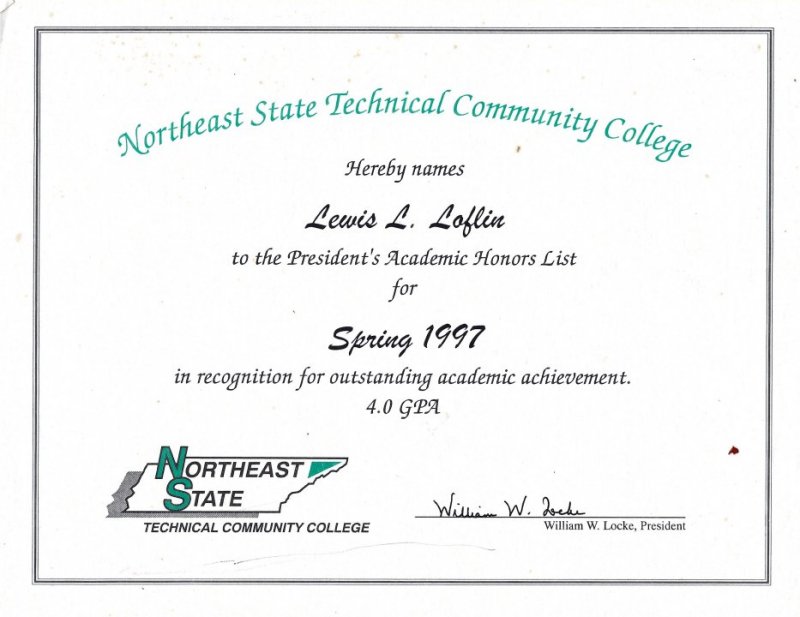 Northeast State Technical Community College
Hereby names
Lewis L. Loflin
to the President's Academic Honors List
for
Spring 1997
in recognition for outstanding academic achievement.
4.0 GPA
NORTHEAST
STATE
TECHNICAL COMMUNITY COLLEGE
William W. Locke
William W. Locke, President